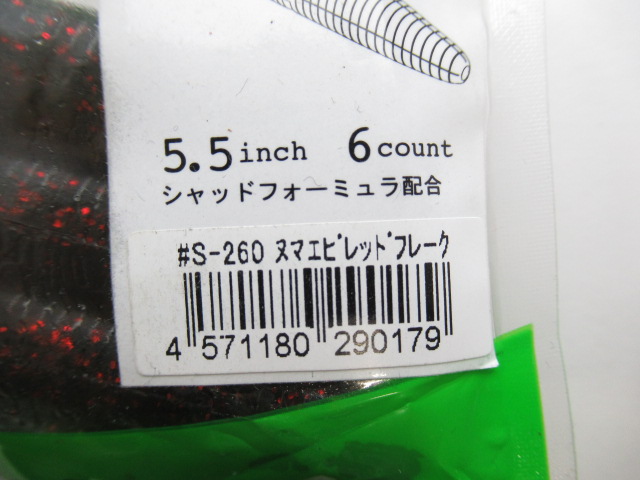 5.5inch 6count
シャッドフォーミュラ配合
#S-260 ﾇﾏｴﾋﾞﾚｯﾄﾞﾌﾚｰｸ
4 571180 290179